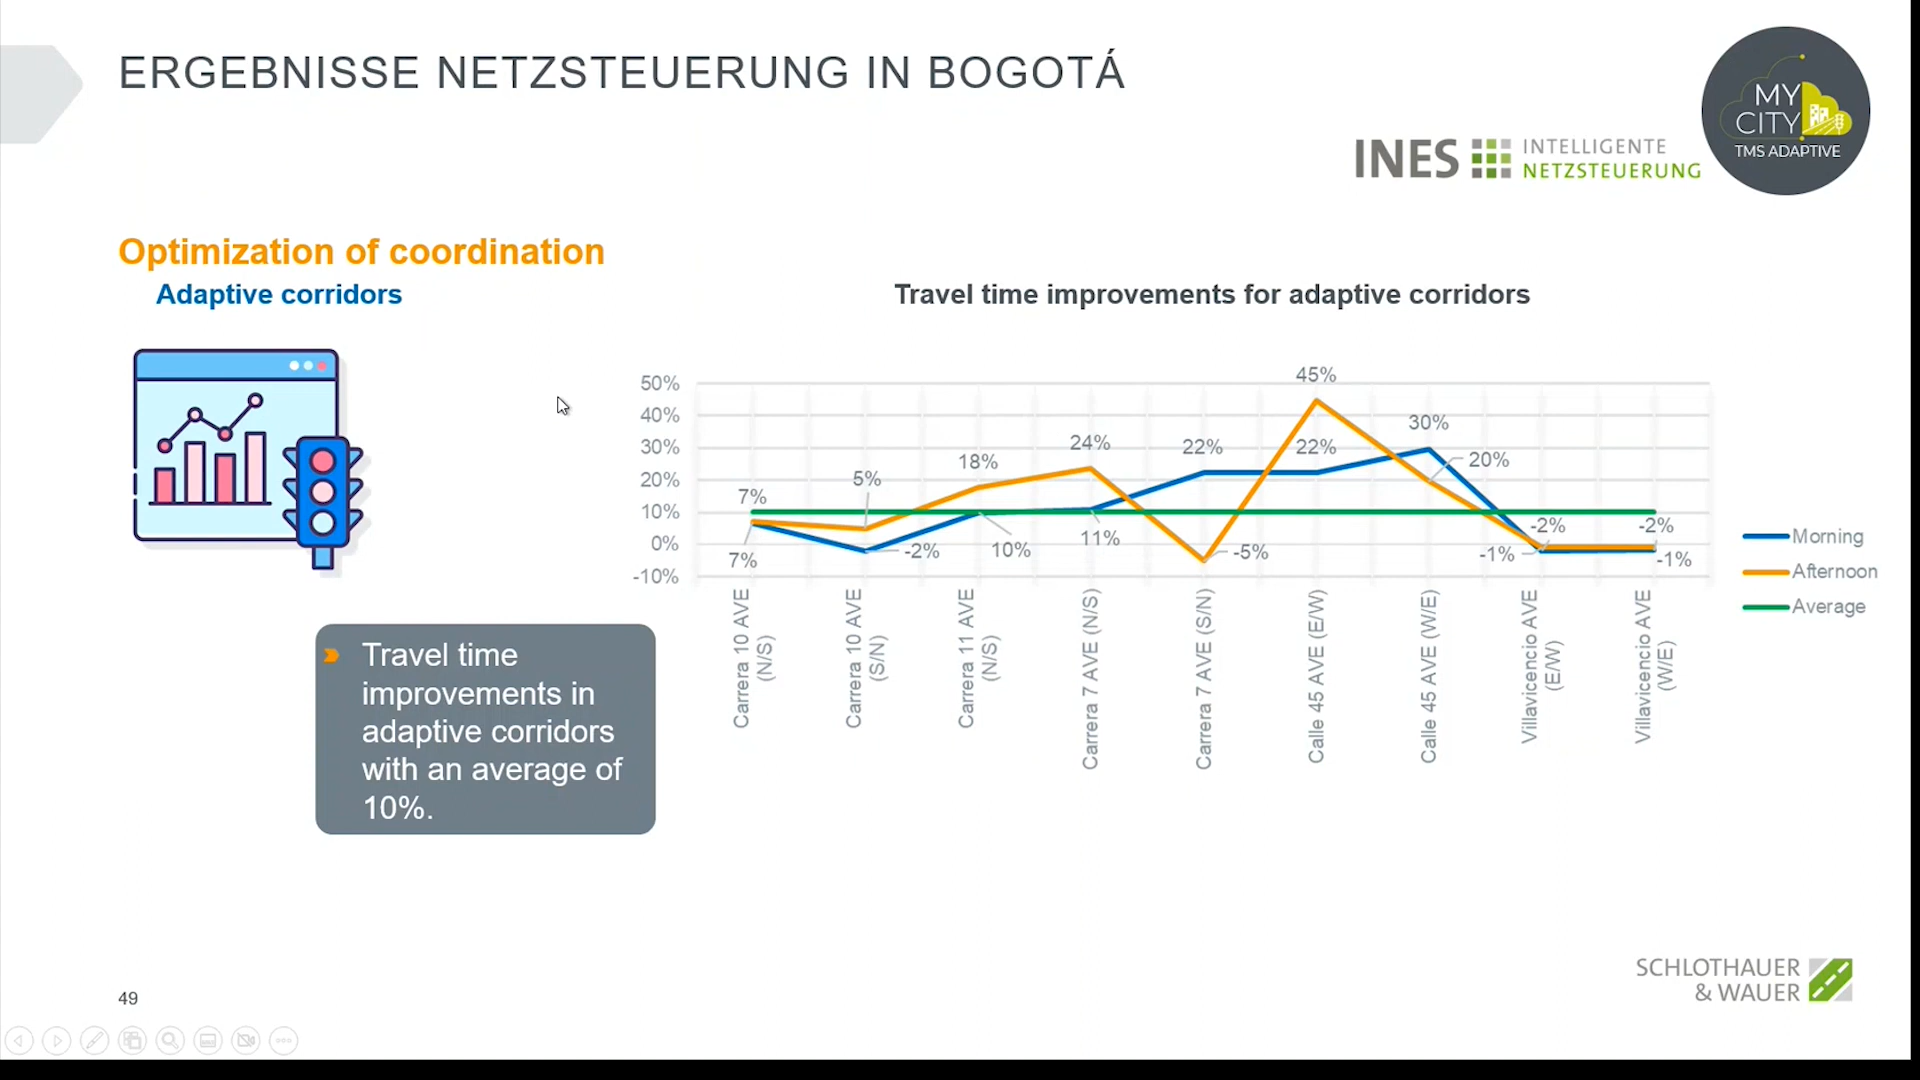 ERGEBNISSE NETZSTEUERUNG IN BOGOTÁ
MY
CITY
TMS ADAPTIVE
INES
INTELLIGENTE
NETZSTEUERUNG
Optimization of coordination
Adaptive corridors
Travel time improvements for adaptive corridors
50%
40%
30%
20%
10%
0%
-10%
7%
7%
5%
-2%
18%
10%
24%
11%
22%
-5%
45%
22%
30%
20%
-2%
-1%
-2%
-1%
Carrera 10 AVE
(N/S)
Carrera 10 AVE
(S/N)
Carrera 11 AVE
(N/S)
Carrera 7 AVE (N/S)
Carrera 7 AVE (S/N)
Calle 45 AVE (E/W)
Calle 45 AVE (W/E)
Villavicencio AVE
(E/W)
Villavicencio AVE
(W/E)
Morning
Afternoon
Average
Travel time
improvements in
adaptive corridors
with an average of
10%.
49
SCHLOTHAUER
& WAUER